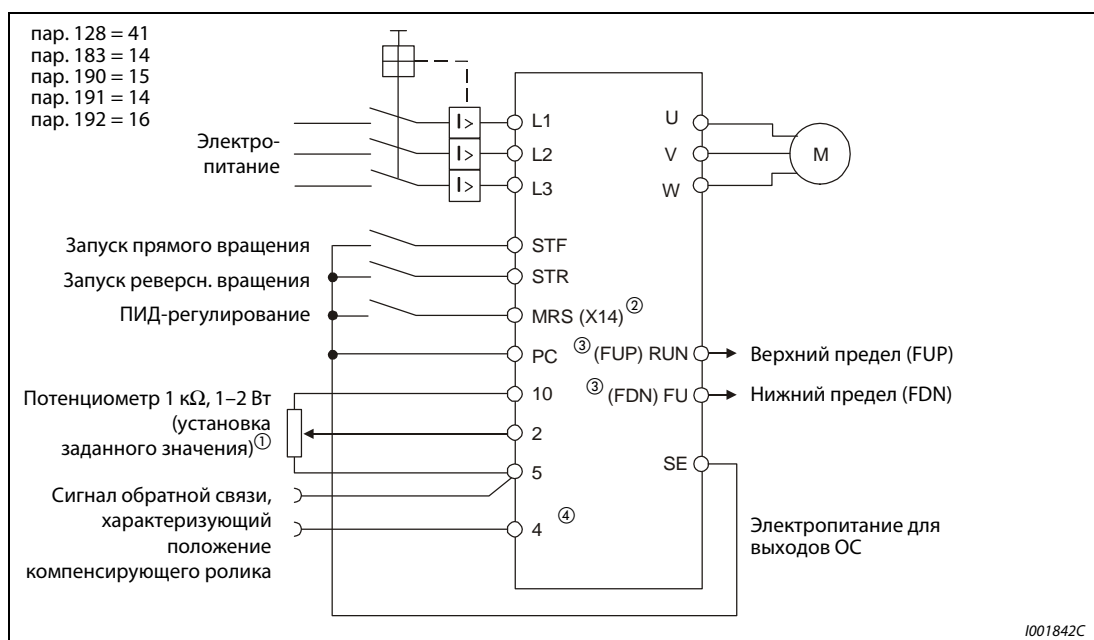 пар. 128 = 41
пар. 183 = 14
пар. 190 = 15
пар. 191 = 14
пар. 192 = 16
Электро-
питание
I>
I>
I>
L1
L2
L3
U
V
W
M
Запуск прямого вращения
STF
Запуск реверсн. вращения
STR
ПИД-регулирование
MRS (X14) ②
PC
③ (FUP) RUN
Верхний предел (FUP)
10
③ (FDN) FU
Нижний предел (FDN)
Потенциометр 1 кΩ, 1–2 Вт
(установка
заданного значения)①
2
5
SE
Сигнал обратной связи,
характеризующий
положение
компенсирующего ролика
4 ④
Электропитание для
выходов ОС
I001842C